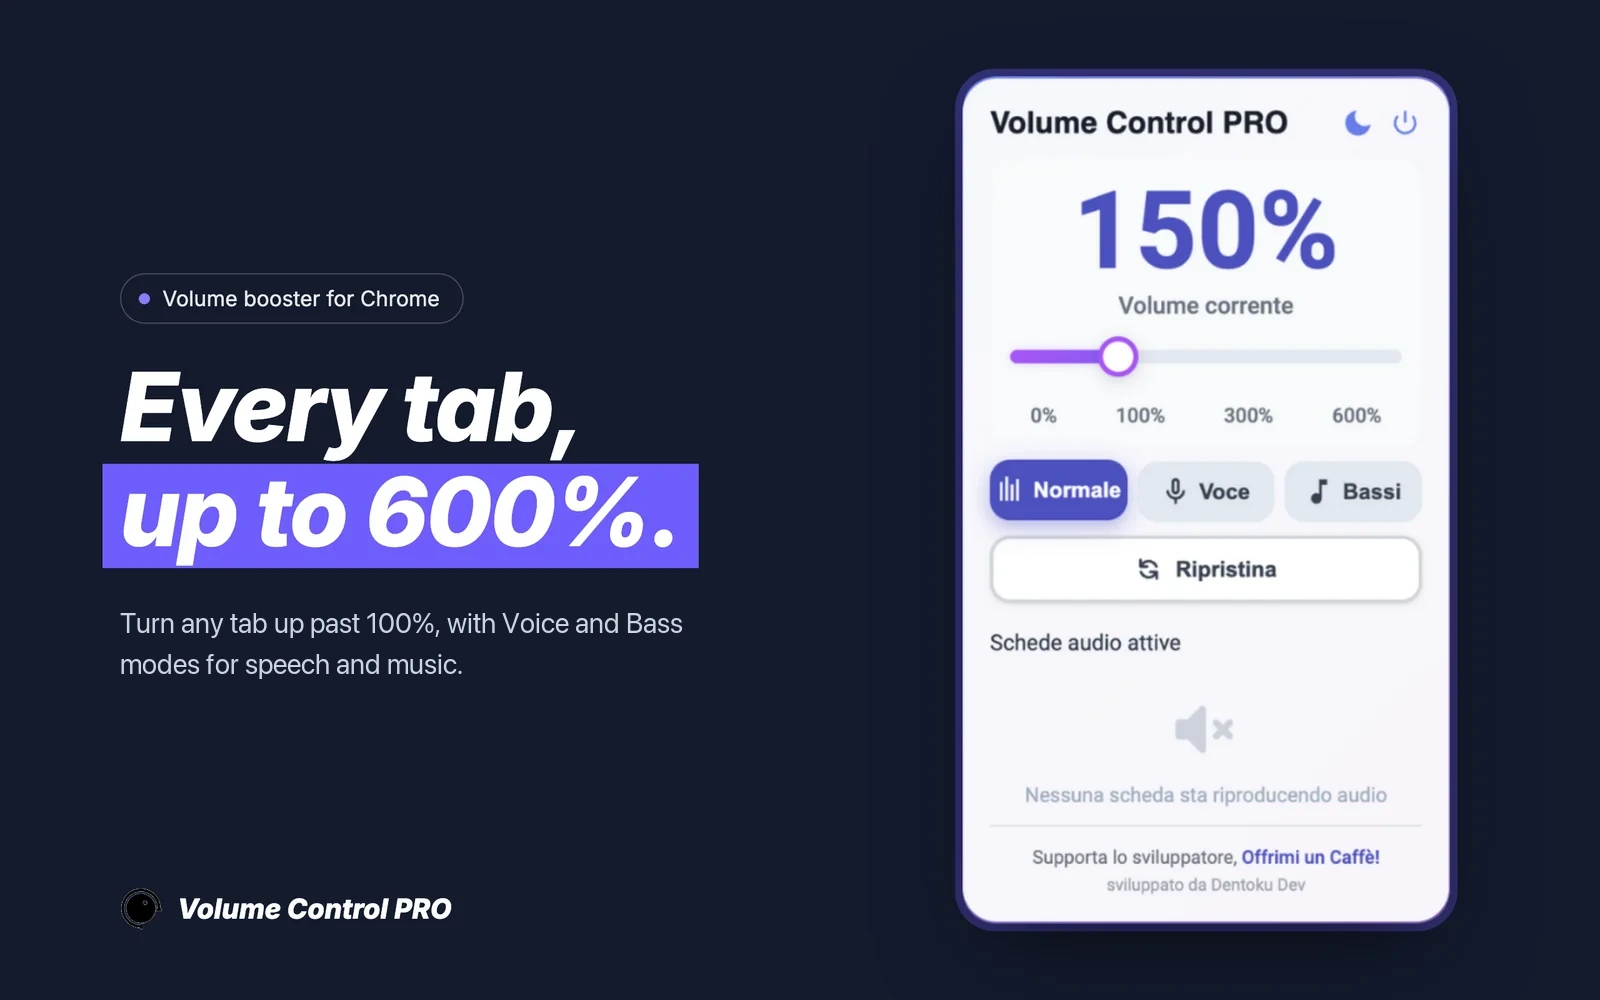 Volume booster for Chrome
Every tab,
up to 600%.
Turn any tab up past 100%, with Voice and Bass
modes for speech and music.
Volume Control PRO
Volume Control PRO
150%
Volume corrente
0% 100% 300% 600%
Normale Voce Bassi
Ripristina
Schede audio attive
Nessuna scheda sta riproducendo audio
Supporta lo sviluppatore, Offrimi un Caffè!
sviluppato da Dentoku Dev